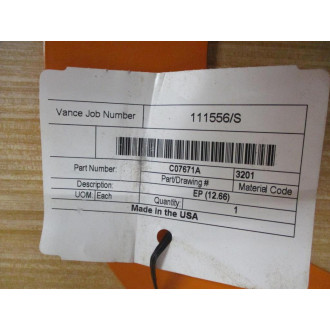 Vance Job Number 111556/S
Part Number: C07671A 3201
Part/Drawing # Material Code
Description: EP (12.66)
UOM: Each Quantity: 1
Made in the USA